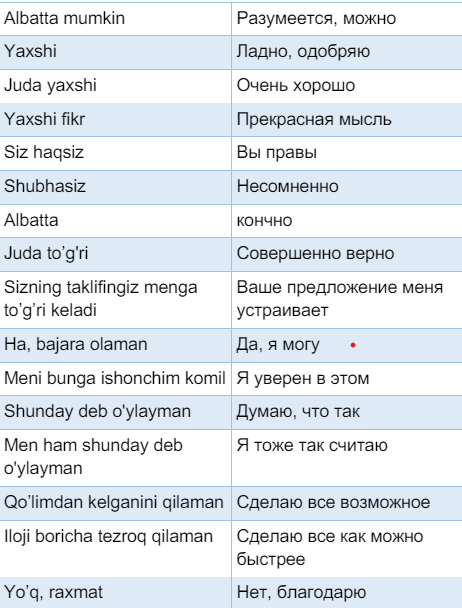 Albatta mumkin Разумеется, можно
Yaxshi Ладно, одобряю
Juda yaxshi Очень хорошо
Yaxshi fikr Прекрасная мысль
Siz haqsiz Вы правы
Shubhasiz Несомненно
Albatta кончно
Juda to’g'ri Совершенно верно
Sizning taklifingiz menga Ваше предложение меня
to’g’ri keladi устраивает
Ha, bajara olaman Да, я могу
Meni bunga ishonchim komil Я уверен в этом
Shunday deb o'ylayman Думаю, что так
Men ham shunday deb Я тоже так считаю
o'ylayman
Qo’limdan kelganini qilaman Сделаю все возможное
Iloji boricha tezroq qilaman Сделаю все как можно
быстрее
Yo’q, raxmat Нет, благодарю